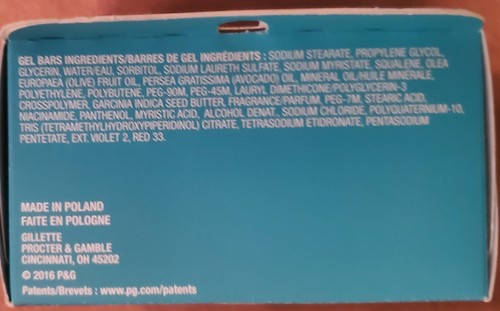 GEL BARS INGREDIENTS/BARRES DE GEL INGRÉDIENTS : SODIUM STEARATE, PROPYLENE GLYCOL,
GLYCERIN, WATER/EAU, SORBITOL, SODIUM LAURETH SULFATE, SODIUM MYRISTATE, SQUALENE, OLEA
EUROPAEA (OLIVE) FRUIT OIL, PERSEA GRATISSIMA (AVOCADO) OIL, MINERAL OIL/HUILE MINERALE,
POLYETHYLENE, POLYBUTENE, PEG-90M, PEG-45M, LAURYL DIMETHICONE/POLYGLYCERIN-3
CROSSPOLYMER, GARCINIA INDICA SEED BUTTER, FRAGRANCE/PARFUM, PEG-7M, STEARIC ACID,
NIACINAMIDE, PANTHENOL, MYRISTIC ACID, ALCOHOL DENAT., SODIUM CHLORIDE, POLYQUATERNIUM-10,
TRIS (TETRAMETHYLHYDROXYPIPERIDINOL) CITRATE, TETRASODIUM ETIDRONATE, PENTASODIUM
PENTETATE, EXT. VIOLET 2, RED 33.
MADE IN POLAND
FAITE EN POLOGNE
GILLETTE
PROCTER & GAMBLE
CINCINNATI, OH 45202
© 2016 P&G
Patents/Brevets : www.pg.com/patents